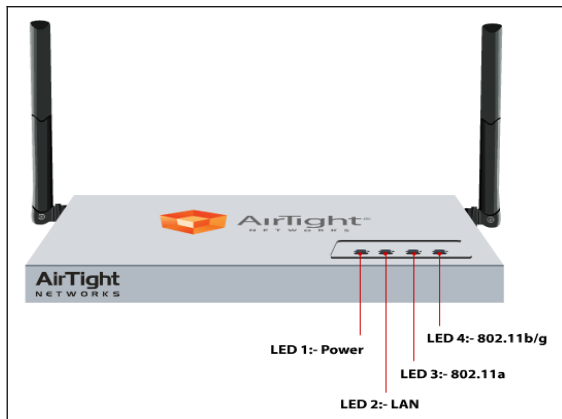 AirTight®
NETWORKS
AirTight
NETWORKS
LED 4:- 802.11b/g
LED 1:- Power
LED 3:- 802.11a
LED 2:- LAN